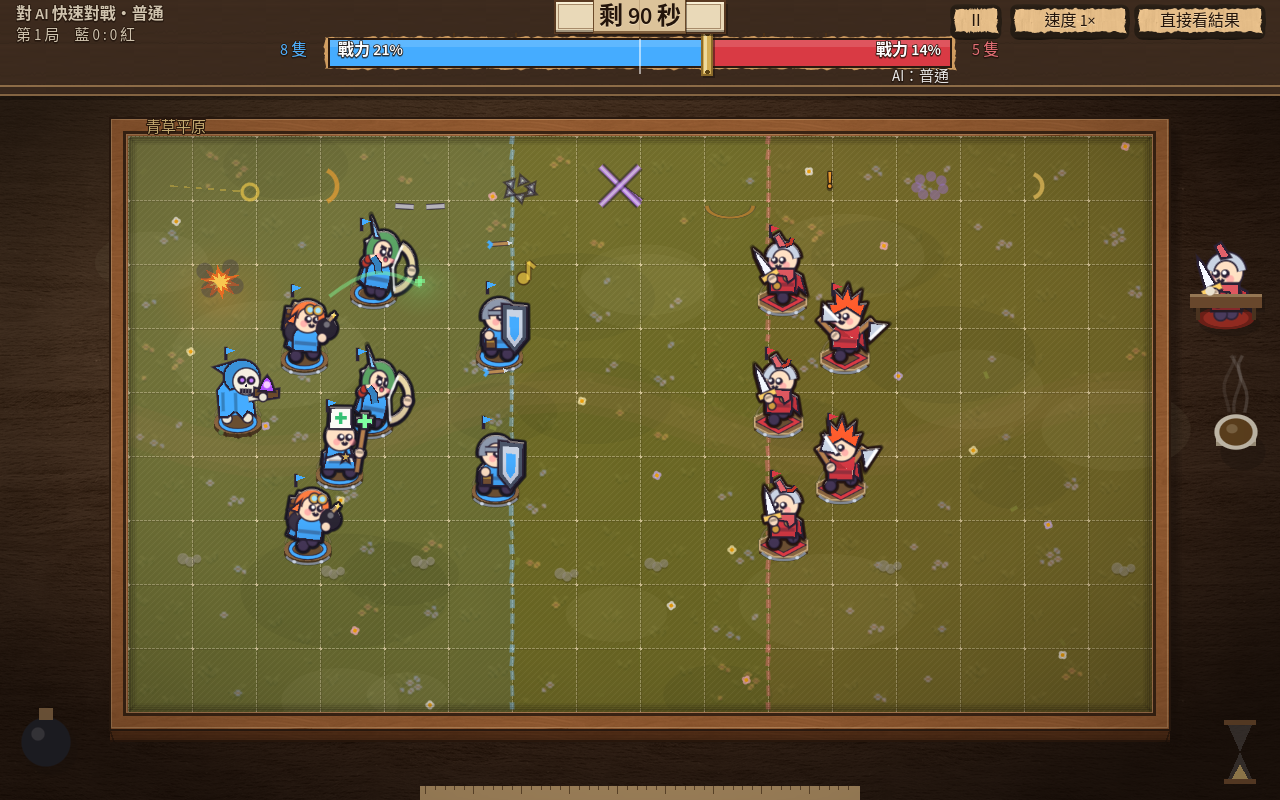 對 AI 快速對戰・普通
第 1 局 藍 0 : 0 紅
剩 90 秒
II
速度 1×
直接看結果
8 隻
戰力 21%
戰力 14%
5 隻
AI：普通
青草平原